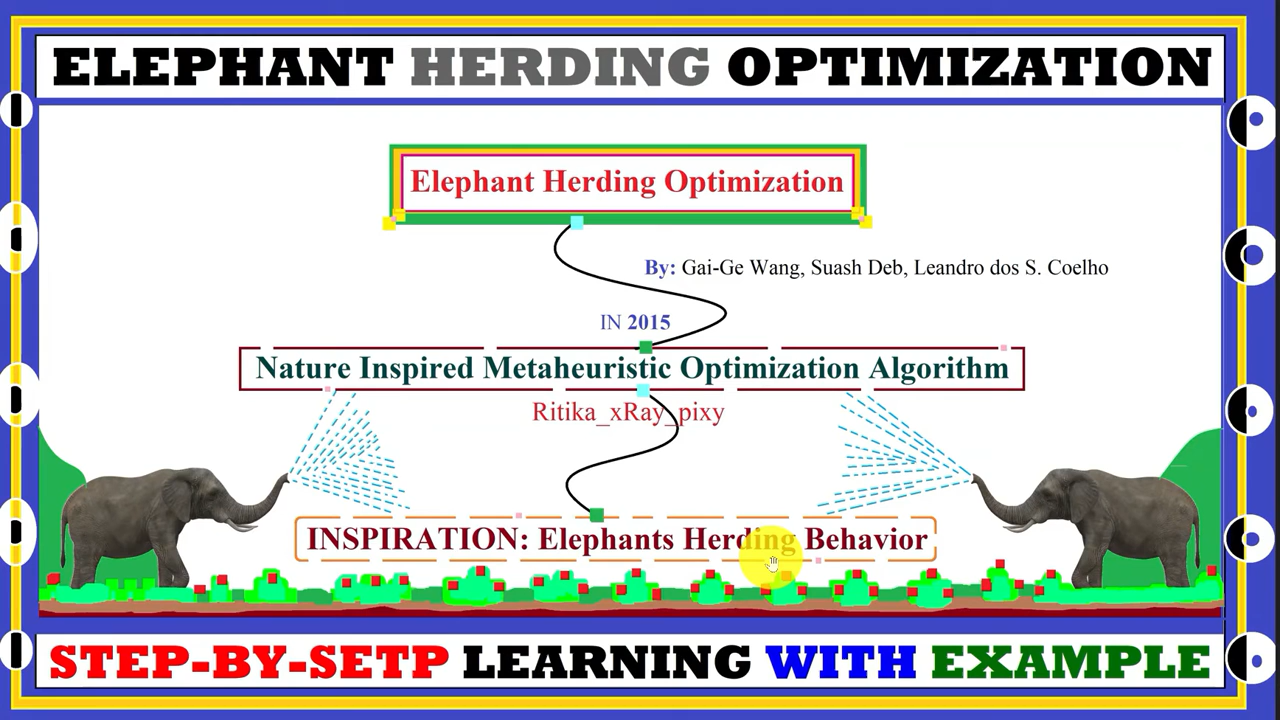 ELEPHANT HERDING OPTIMIZATION
Elephant Herding Optimization
By: Gai-Ge Wang, Suash Deb, Leandro dos S. Coelho
IN 2015
Nature Inspired Metaheuristic Optimization Algorithm
Ritika_xRay_pixy
INSPIRATION: Elephants Herding Behavior
STEP-BY-SETP LEARNING WITH EXAMPLE